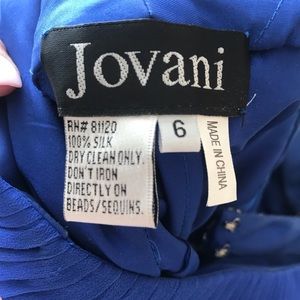 Jovani
RN# 81120
100% SILK
DRY CLEAN ONLY.
DON'T IRON
DIRECTLY ON
BEADS/SEQUINS.
6
MADE IN CHINA